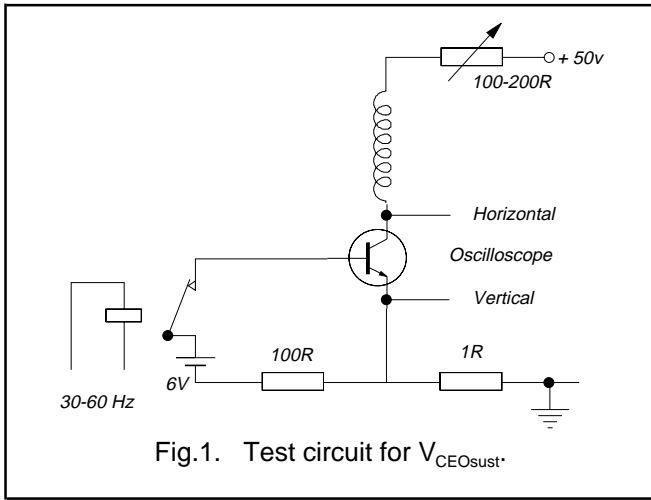 + 50v
100-200R
Horizontal
Oscilloscope
Vertical
100R
1R
6V
30-60 Hz
Fig.1. Test circuit for VCEOsust.